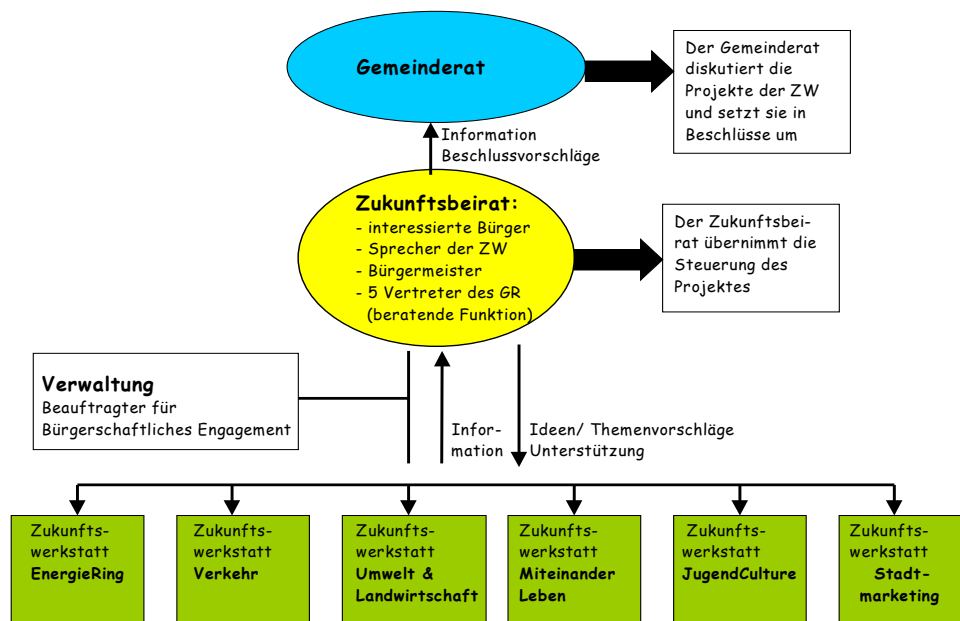 Gemeinderat
Der Gemeinderat
diskutiert die
Projekte der ZW
und setzt sie in
Beschlüsse um
Information
Beschlussvorschläge
Zukunftsbeirat:
- interessierte Bürger
- Sprecher der ZW
- Bürgermeister
- 5 Vertreter des GR
(beratende Funktion)
Der Zukunftsbei-
rat übernimmt die
Steuerung des
Projektes
Verwaltung
Beauftragter für
Bürgerschaftliches Engagement
Infor-
mation
Ideen/ Themenvorschläge
Unterstützung
Zukunfts-
werkstatt
EnergieRing
Zukunfts-
werkstatt
Verkehr
Zukunfts-
werkstatt
Umwelt &
Landwirtschaft
Zukunfts-
werkstatt
Miteinander
Leben
Zukunfts-
werkstatt
JugendCulture
Zukunfts-
werkstatt
Stadt-
marketing